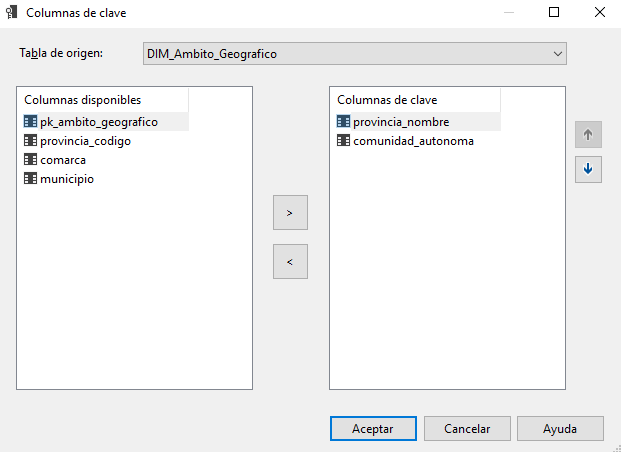 Columnas de clave
Tabla de origen: DIM_Ambito_Geografico
Columnas disponibles
pk_ambito_geografico
provincia_codigo
comarca
municipio
>
<
Columnas de clave
provincia_nombre
comunidad_autonoma
Aceptar Cancelar Ayuda